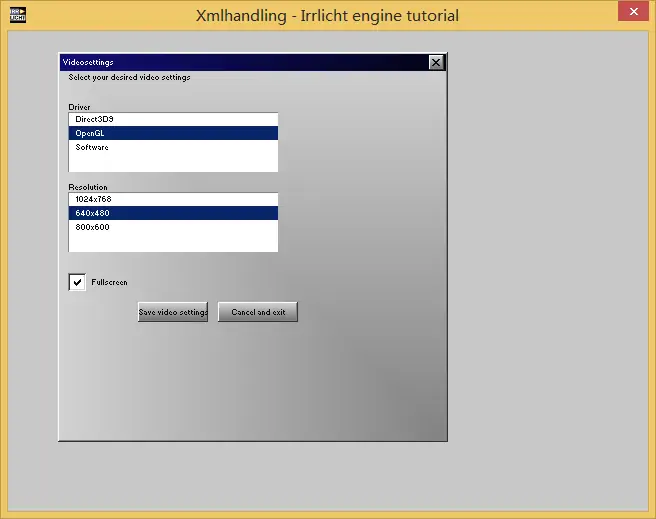 IRR
LICHT
Xmlhandling - Irrlicht engine tutorial
Videosettings
Select your desired video settings
Driver
Direct3D9
OpenGL
Software
Resolution
1024x768
640x480
800x600
Fullscreen
Save video settings
Cancel and exit